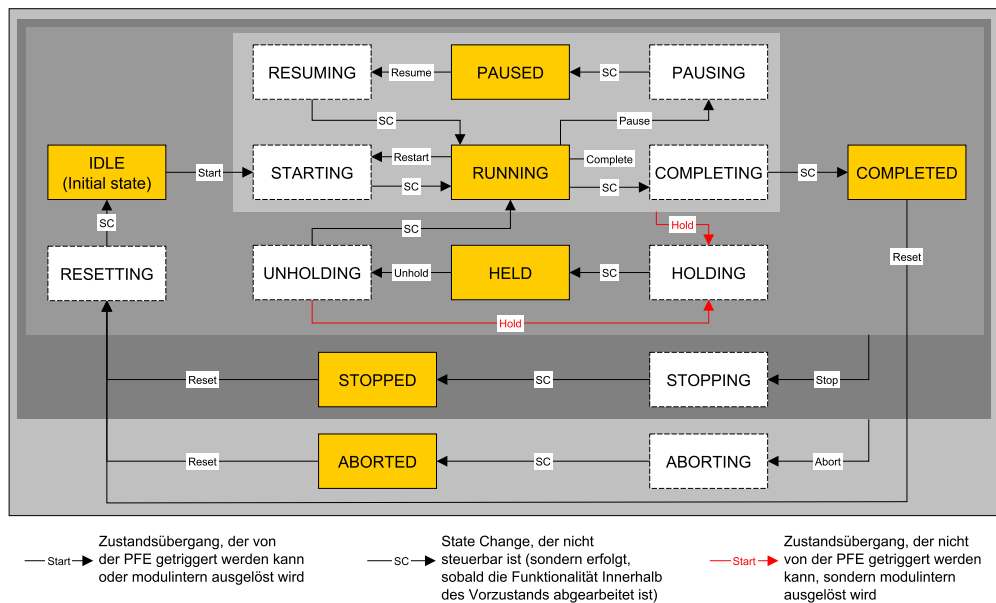 RESUMING
Resume
PAUSED
SC
PAUSING
SC
Pause
IDLE
(Initial state)
Start
STARTING
Restart
SC
RUNNING
Complete
SC
COMPLETING
SC
COMPLETED
SC
SC
Hold
Reset
RESETTING
UNHOLDING
Unhold
HELD
SC
HOLDING
Hold
Reset
STOPPED
SC
STOPPING
Stop
Reset
ABORTED
SC
ABORTING
Abort
Start
Zustandsübergang, der von
der PFE getriggert werden kann
oder modulintern ausgelöst wird
SC
State Change, der nicht
steuerbar ist (sondern erfolgt,
sobald die Funktionalität Innerhalb
des Vorzustands abgearbeitet ist)
Start
Zustandsübergang, der nicht
von der PFE getriggert werden
kann, sondern modulintern
ausgelöst wird